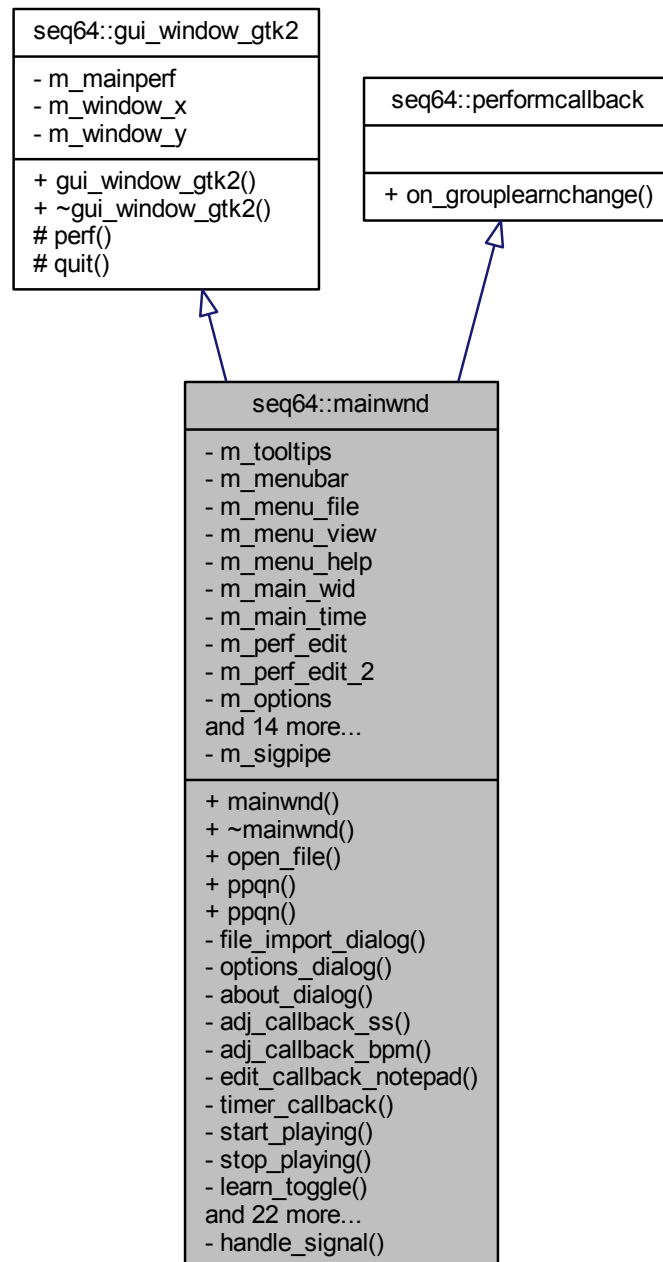 seq64::gui_window_gtk2
- m_mainperf
- m_window_x
- m_window_y
+ gui_window_gtk2()
+ ~gui_window_gtk2()
# perf()
# quit()
seq64::performcallback
+ on_grouplearnchange()
seq64::mainwnd
- m_tooltips
- m_menubar
- m_menu_file
- m_menu_view
- m_menu_help
- m_main_wid
- m_main_time
- m_perf_edit
- m_perf_edit_2
- m_options
and 14 more...
- m_sigpipe
+ mainwnd()
+ ~mainwnd()
+ open_file()
+ ppqn()
+ ppqn()
- file_import_dialog()
- options_dialog()
- about_dialog()
- adj_callback_ss()
- adj_callback_bpm()
- edit_callback_notepad()
- timer_callback()
- start_playing()
- stop_playing()
- learn_toggle()
and 22 more...
- handle_signal()